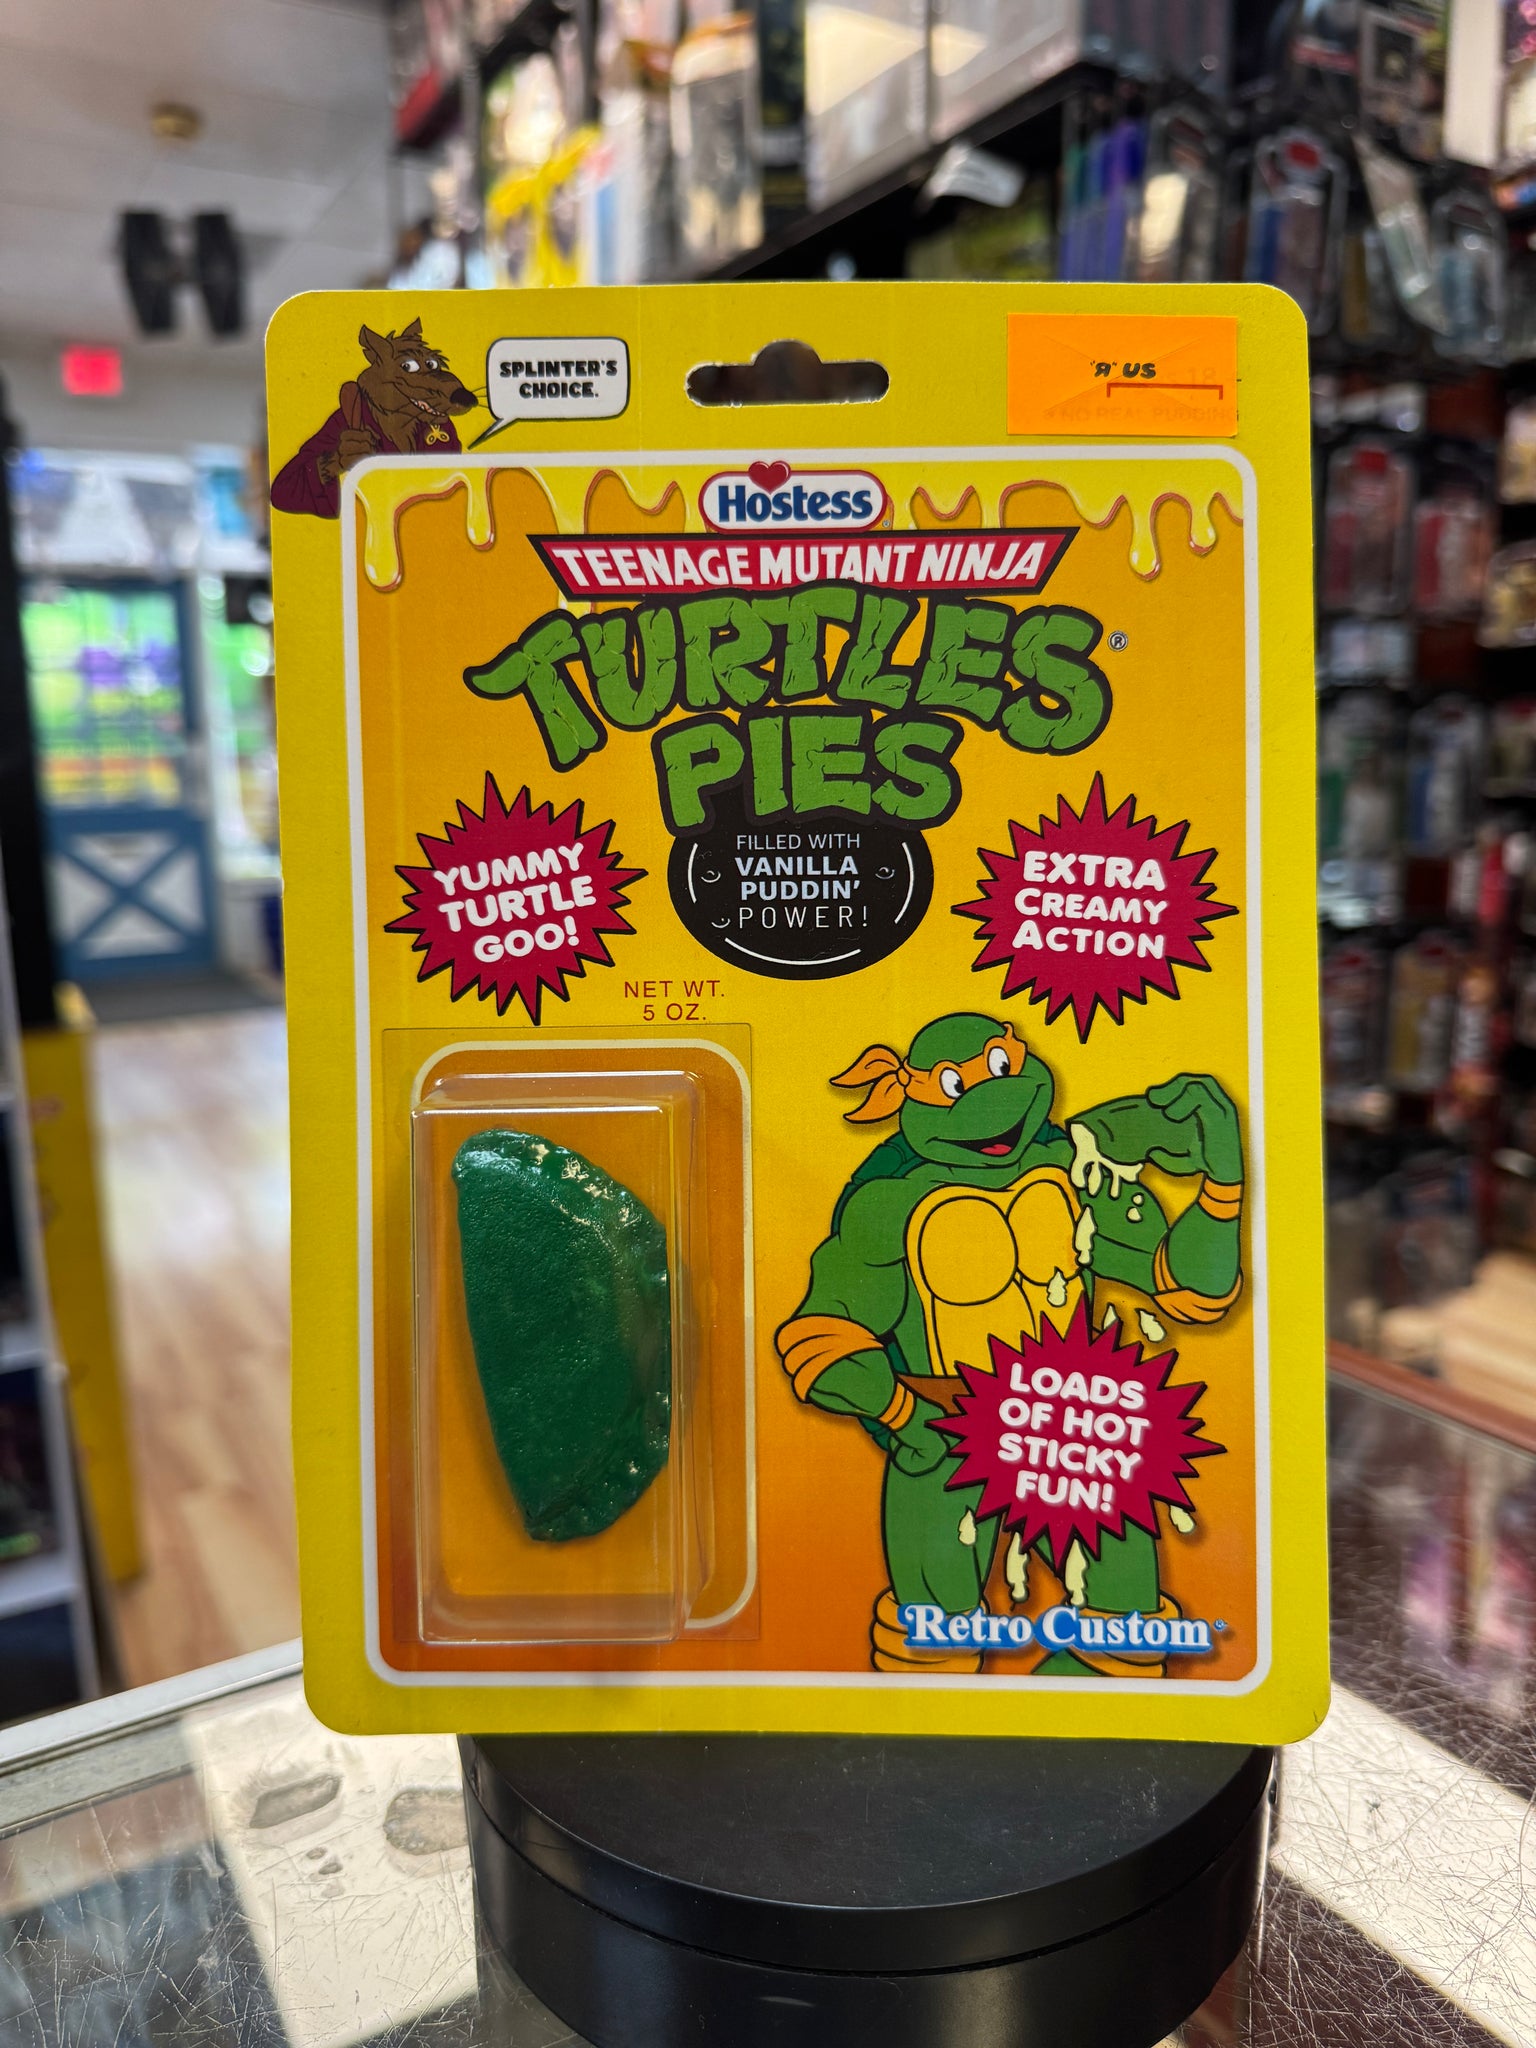 SPLINTER'S
CHOICE.
"R" US
Hostess
TEENAGE MUTANT NINJA
TURTLES®
PIES
FILLED WITH
VANILLA
PUDDIN'
POWER!
YUMMY
TURTLE
GOO!
EXTRA
CREAMY
ACTION
NET WT.
5 OZ.
LOADS
OF HOT
STICKY
FUN!
Retro Custom